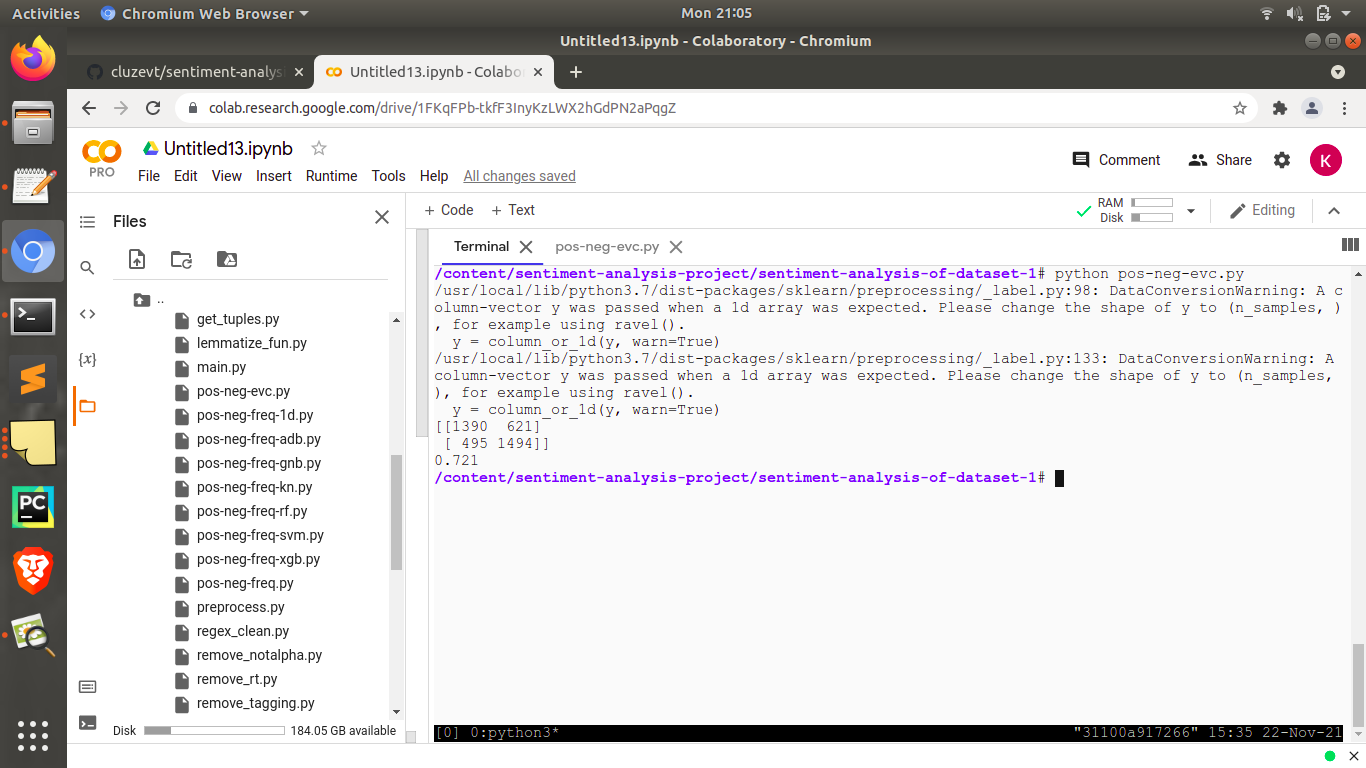 Activities
Chromium Web Browser
Mon 21:05
Untitled13.ipynb - Colaboratory - Chromium
cluzevt/sentiment-analys
Untitled13.ipynb - Colabo
colab.research.google.com/drive/1FKqFPb-tkfF3InyKzLWX2hGdPN2aPqgZ
PRO
Untitled13.ipynb
File Edit View Insert Runtime Tools Help All changes saved
Comment
Share
K
Files
+ Code + Text
RAM
Disk
Editing
Terminal
pos-neg-evc.py
..
get_tuples.py
lemmatize_fun.py
main.py
pos-neg-evc.py
pos-neg-freq-1d.py
pos-neg-freq-adb.py
pos-neg-freq-gnb.py
pos-neg-freq-kn.py
pos-neg-freq-rf.py
pos-neg-freq-svm.py
pos-neg-freq-xgb.py
pos-neg-freq.py
preprocess.py
regex_clean.py
remove_notalpha.py
remove_rt.py
remove_tagging.py
Disk 184.05 GB available
{x}
PC
/content/sentiment-analysis-project/sentiment-analysis-of-dataset-1# python pos-neg-evc.py
/usr/local/lib/python3.7/dist-packages/sklearn/preprocessing/_label.py:98: DataConversionWarning: A c
olumn-vector y was passed when a 1d array was expected. Please change the shape of y to (n_samples, )
, for example using ravel().
y = column_or_1d(y, warn=True)
/usr/local/lib/python3.7/dist-packages/sklearn/preprocessing/_label.py:133: DataConversionWarning: A
column-vector y was passed when a 1d array was expected. Please change the shape of y to (n_samples,
), for example using ravel().
y = column_or_1d(y, warn=True)
[[1390  621]
[ 495 1494]]
0.721
/content/sentiment-analysis-project/sentiment-analysis-of-dataset-1#
[0] 0:python3*
"31100a917266" 15:35 22-Nov-21